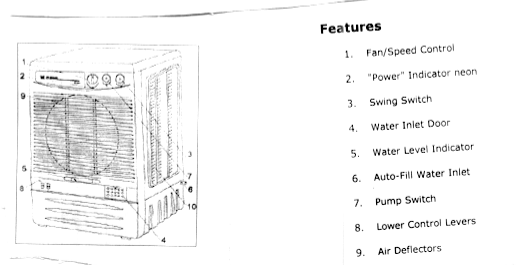 Features
1. Fan/Speed Control
2. "Power" Indicator neon
3. Swing Switch
4. Water Inlet Door
5. Water Level Indicator
6. Auto-Fill Water Inlet
7. Pump Switch
8. Lower Control Levers
9. Air Deflectors
1
2
9
3
5
7
8
6
10
4